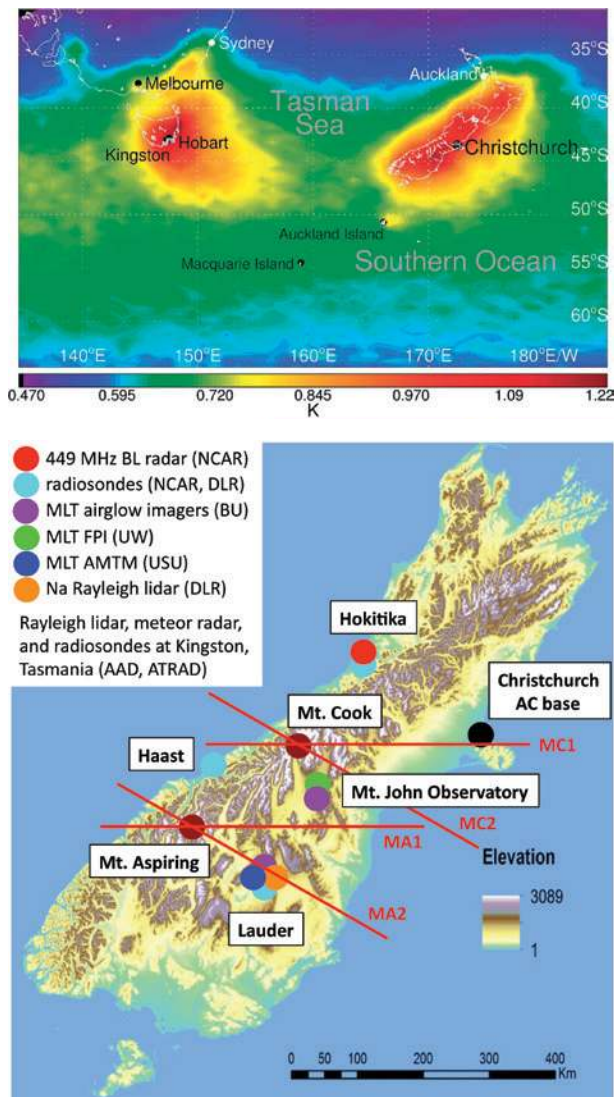 Sydney
35°S
Melbourne
Auckland
Tasman
Sea
40°S
Hobart
Kingston
Christchurch
45°S
50°S
Auckland Island
Macquarie Island
Southern Ocean
55°S
60°S
140°E 150°E 160°E 170°E 180°E/W
0.470 0.595 0.720 0.845 0.970 1.09 1.22
K
449 MHz BL radar (NCAR)
radiosondes (NCAR, DLR)
MLT airglow imagers (BU)
MLT FPI (UW)
MLT AMTM (USU)
Na Rayleigh lidar (DLR)
Rayleigh lidar, meteor radar,
and radiosondes at Kingston,
Tasmania (AAD, ATRAD)
Hokitika
Christchurch
AC base
Mt. Cook
Haast
MC1
Mt. John Observatory
MC2
MA1
Mt. Aspiring
Elevation
3089
1
MA2
Lauder
0 50 100 200 300 400
Km